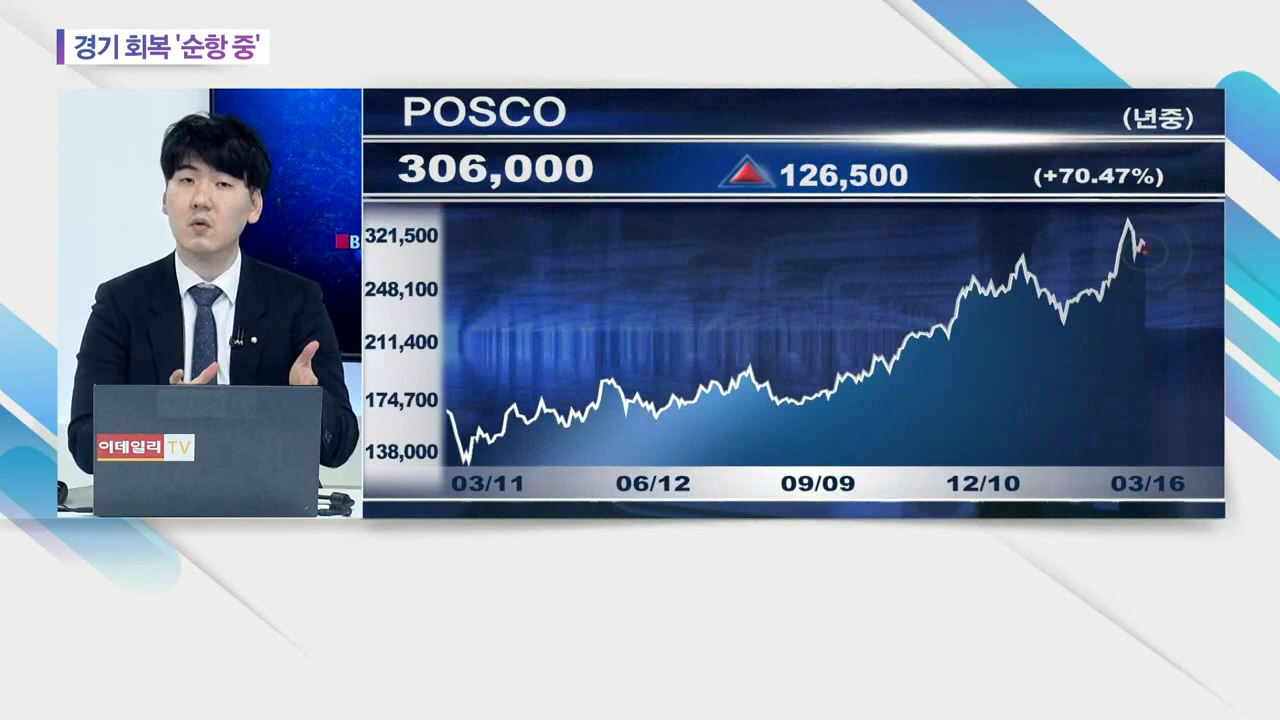 경기 회복 '순항 중'
POSCO
(년중)
306,000
126,500
(+70.47%)
B
321,500
248,100
211,400
174,700
138,000
03/11
06/12
09/09
12/10
03/16
이데일리 TV